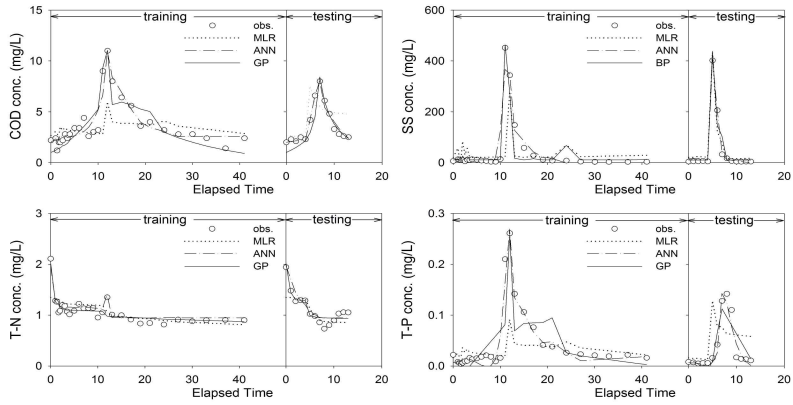 training
testing
COD conc. (mg/L)
15
10
5
0
obs.
MLR
ANN
GP
0 10 20 30 40 0 10 20
Elapsed Time
training
testing
SS conc. (mg/L)
600
400
200
0
obs.
MLR
ANN
BP
0 10 20 30 40 0 10 20
Elapsed Time
training
testing
T-N conc. (mg/L)
3
2
1
0
obs.
MLR
ANN
GP
0 10 20 30 40 0 10 20
Elapsed Time
training
testing
T-P conc. (mg/L)
0.3
0.2
0.1
0.0
obs.
MLR
ANN
GP
0 10 20 30 40 0 10 20
Elapsed Time